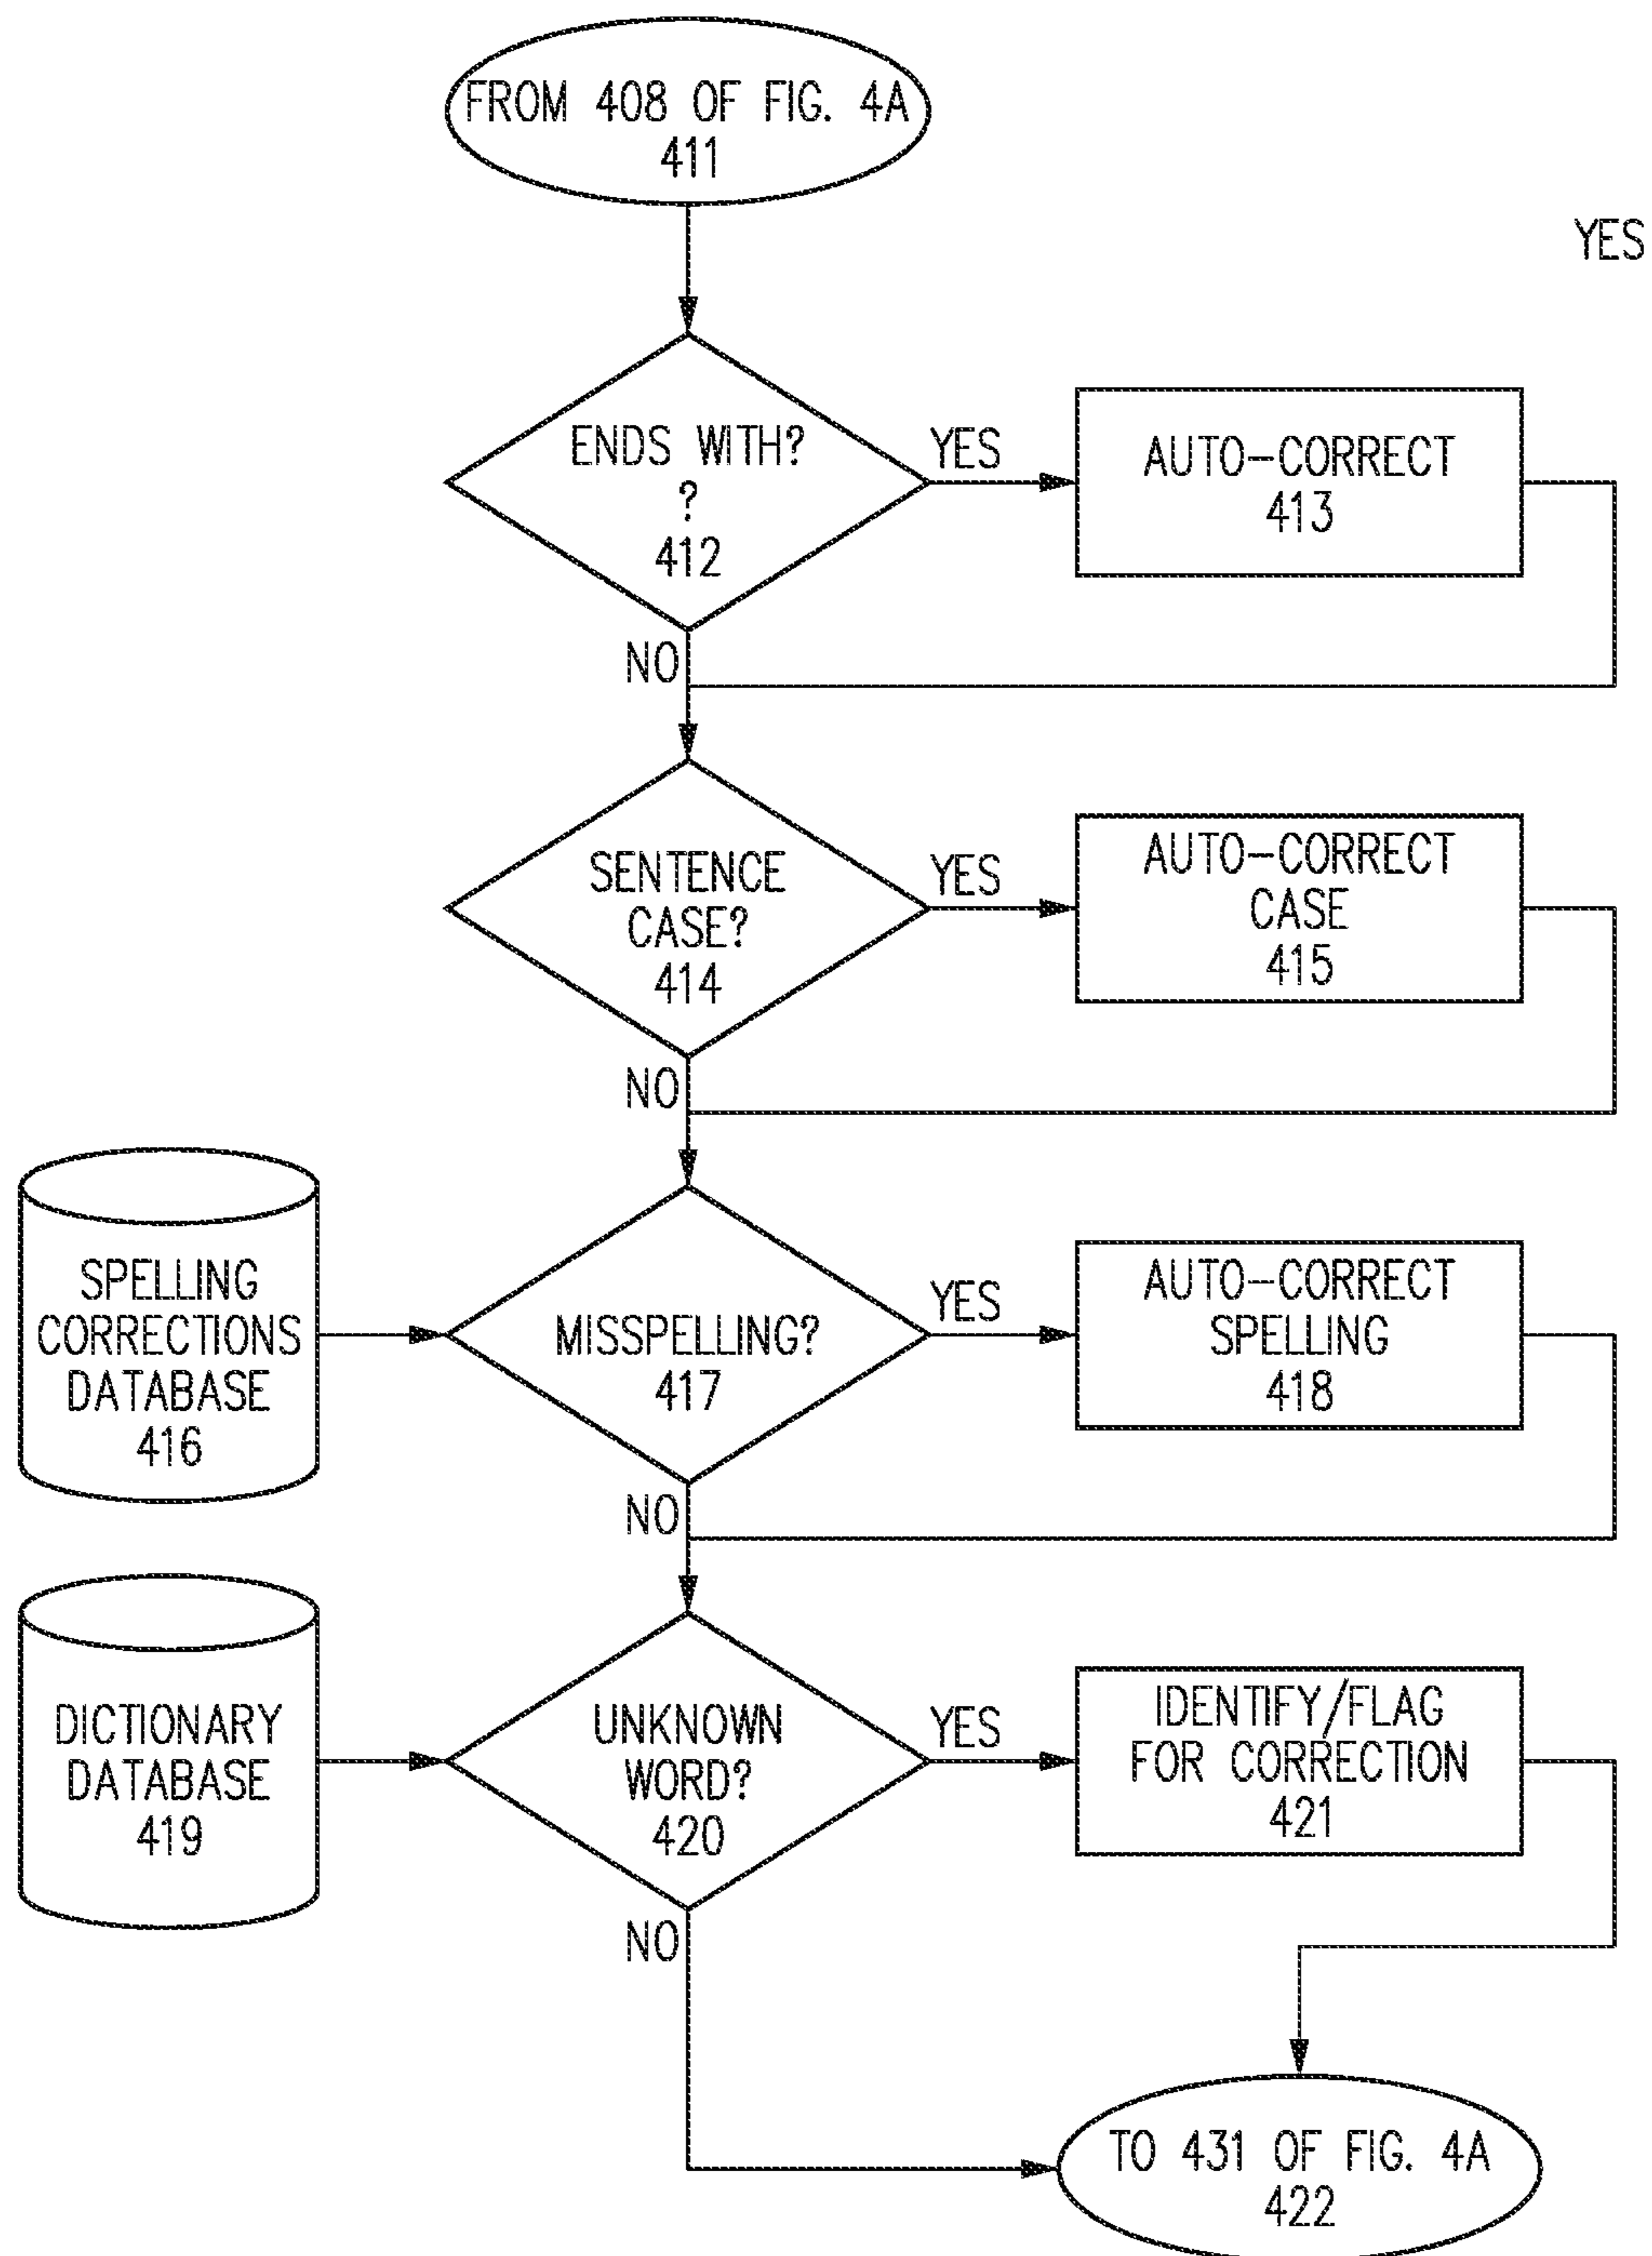 FROM 408 OF FIG. 4A
411
YES
ENDS WITH?
?
412
YES
AUTO-CORRECT
413
NO
SENTENCE
CASE?
414
YES
AUTO-CORRECT
CASE
415
NO
SPELLING
CORRECTIONS
DATABASE
416
MISSPELLING?
417
YES
AUTO-CORRECT
SPELLING
418
NO
DICTIONARY
DATABASE
419
UNKNOWN
WORD?
420
YES
IDENTIFY/FLAG
FOR CORRECTION
421
NO
TO 431 OF FIG. 4A
422